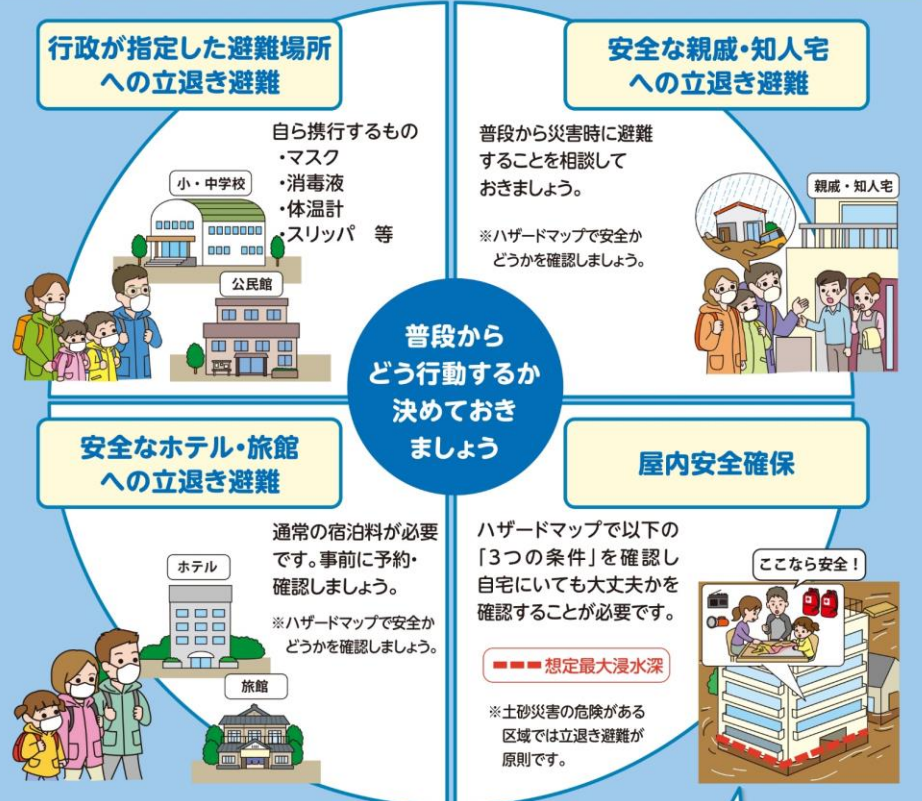 行政が指定した避難場所
への立退き避難
自ら携行するもの
・マスク
・消毒液
・体温計
・スリッパ 等
小・中学校
公民館
安全な親戚・知人宅
への立退き避難
普段から災害時に避難
することを相談して
おきましょう。
※ハザードマップで安全か
どうかを確認しましょう。
親戚・知人宅
普段から
どう行動するか
決めておき
ましょう
安全なホテル・旅館
への立退き避難
通常の宿泊料が必要
です。事前に予約・
確認しましょう。
※ハザードマップで安全か
どうかを確認しましょう。
ホテル
旅館
屋内安全確保
ハザードマップで以下の
「3つの条件」を確認し
自宅にいても大丈夫かを
確認することが必要です。
想定最大浸水深
※土砂災害の危険がある
区域では立退き避難が
原則です。
ここなら安全!